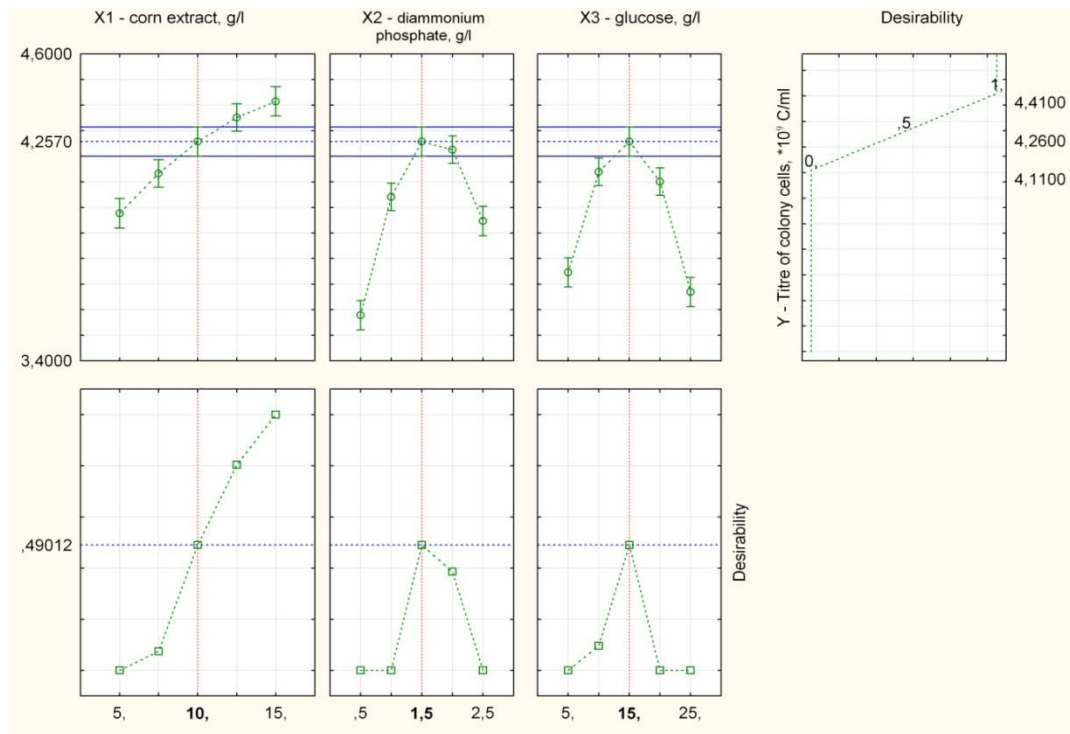 X1 - corn extract, g/l
X2 - diammonium
phosphate, g/l
X3 - glucose, g/l
Desirability
4,6000
4,2570
3,4000
Y - Titre of colony cells, *10⁹ C/ml
1,
,5
0,
4,4100
4,2600
4,1100
,49012
Desirability
5, 10, 15,
,5 1,5 2,5
5, 15, 25,